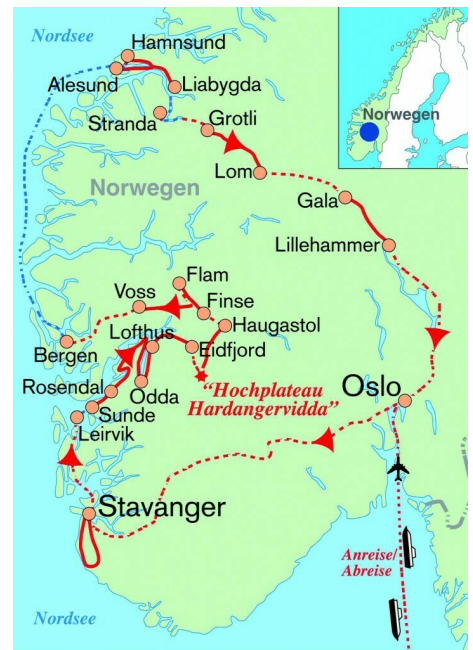 Nordsee
Hamnsund
Alesund
Liabygda
Stranda
Grotli
Norwegen
Lom
Norwegen
Gala
Lillehammer
Flam
Voss
Finse
Lofthus
Haugastol
Bergen
Eidfjord
Rosendal
Odda
"Hochplateau
Hardangervidda"
Oslo
Sunde
Leirvik
Stavanger
Anreise/
Abreise
Nordsee